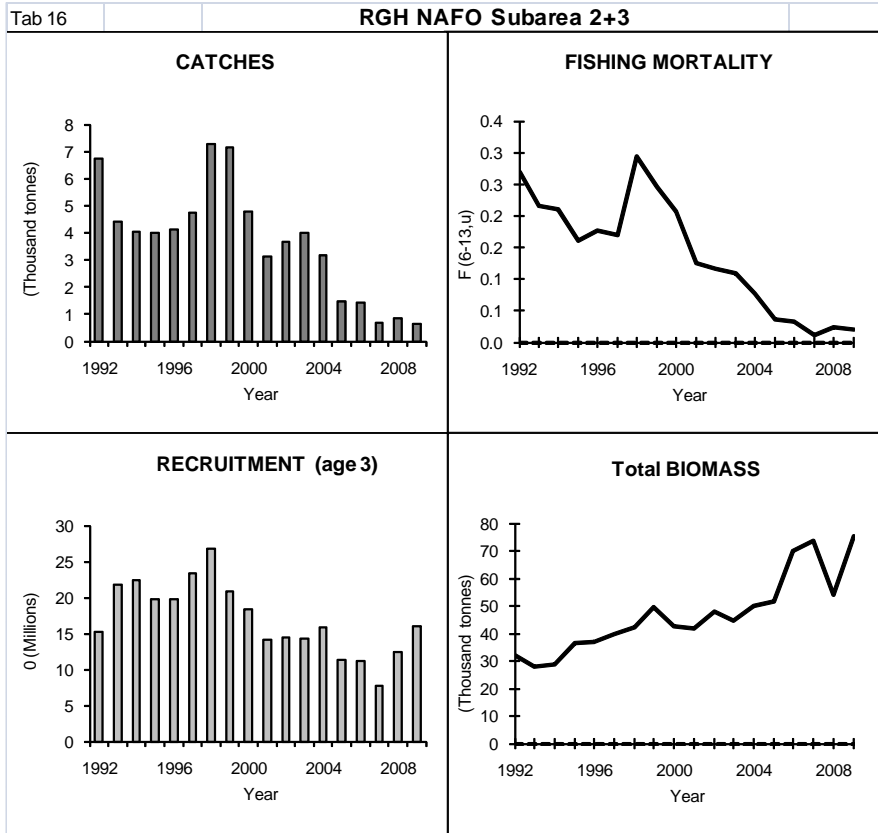 Tab 16
RGH NAFO Subarea 2+3
CATCHES
(Thousand tonnes)
8
7
6
5
4
3
2
1
0
1992 1996 2000 2004 2008
Year
FISHING MORTALITY
F (6-13,u)
0.4
0.3
0.3
0.2
0.2
0.1
0.1
0.0
1992 1996 2000 2004 2008
Year
RECRUITMENT (age 3)
0 (Millions)
30
25
20
15
10
5
0
1992 1996 2000 2004 2008
Year
Total BIOMASS
(Thousand tonnes)
80
70
60
50
40
30
20
10
0
1992 1996 2000 2004 2008
Year